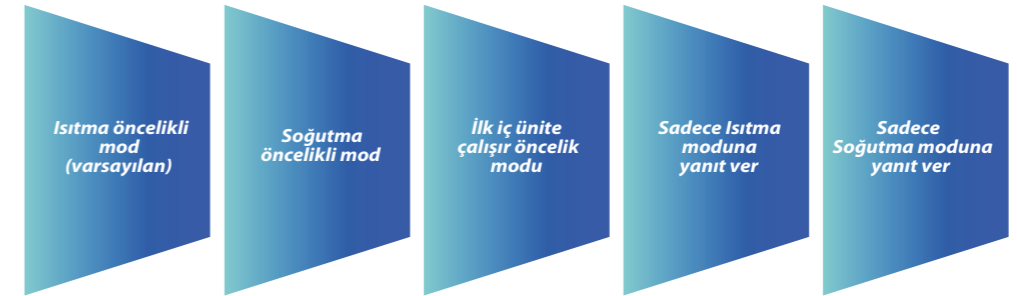 Isıtma öncelikli
mod
(varsayılan)
Soğutma
öncelikli mod
İlk iç ünite
çalışır öncelik
modu
Sadece Isıtma
moduna
yanıt ver
Sadece
Soğutma moduna
yanıt ver